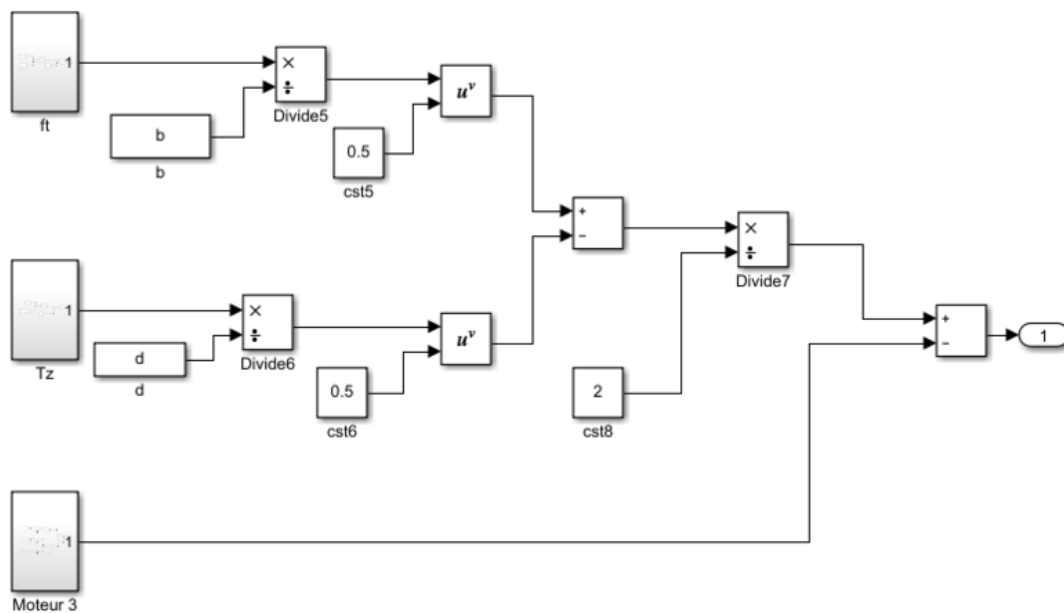 1
ft
×
÷
Divide5
b
b
0.5
cst5
u^v
+
−
×
÷
Divide7
1
Tz
×
÷
Divide6
d
d
0.5
cst6
u^v
2
cst8
+
−
1
1
Moteur 3